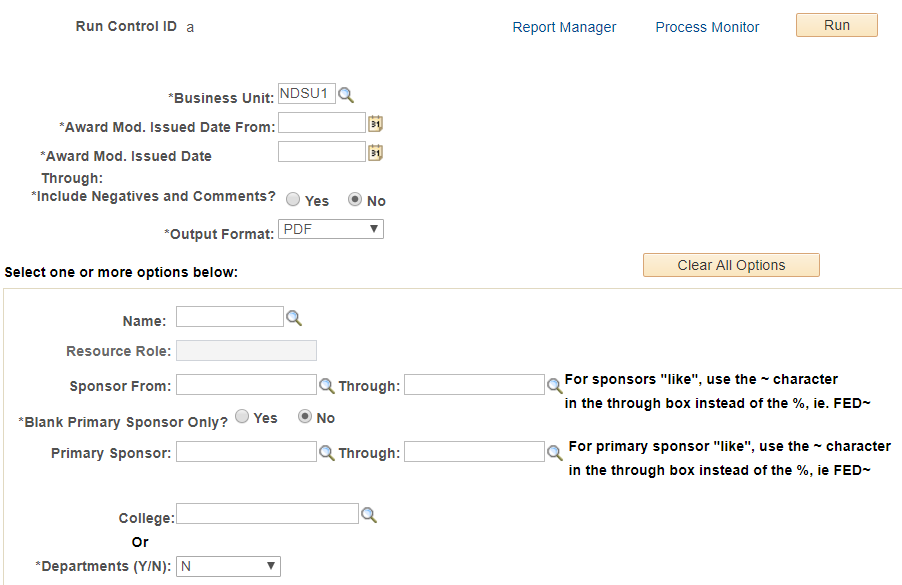 Run Control ID a Report Manager Process Monitor Run
*Business Unit: NDSU1
*Award Mod. Issued Date From: 31
*Award Mod. Issued Date 31
Through:
*Include Negatives and Comments? Yes No
*Output Format: PDF
Select one or more options below: Clear All Options
Name:
Resource Role:
Sponsor From: Through: For sponsors "like", use the ~ character
in the through box instead of the %, ie. FED~
*Blank Primary Sponsor Only? Yes No
Primary Sponsor: Through: For primary sponsor "like", use the ~ character
in the through box instead of the %, ie FED~
College:
Or
*Departments (Y/N): N